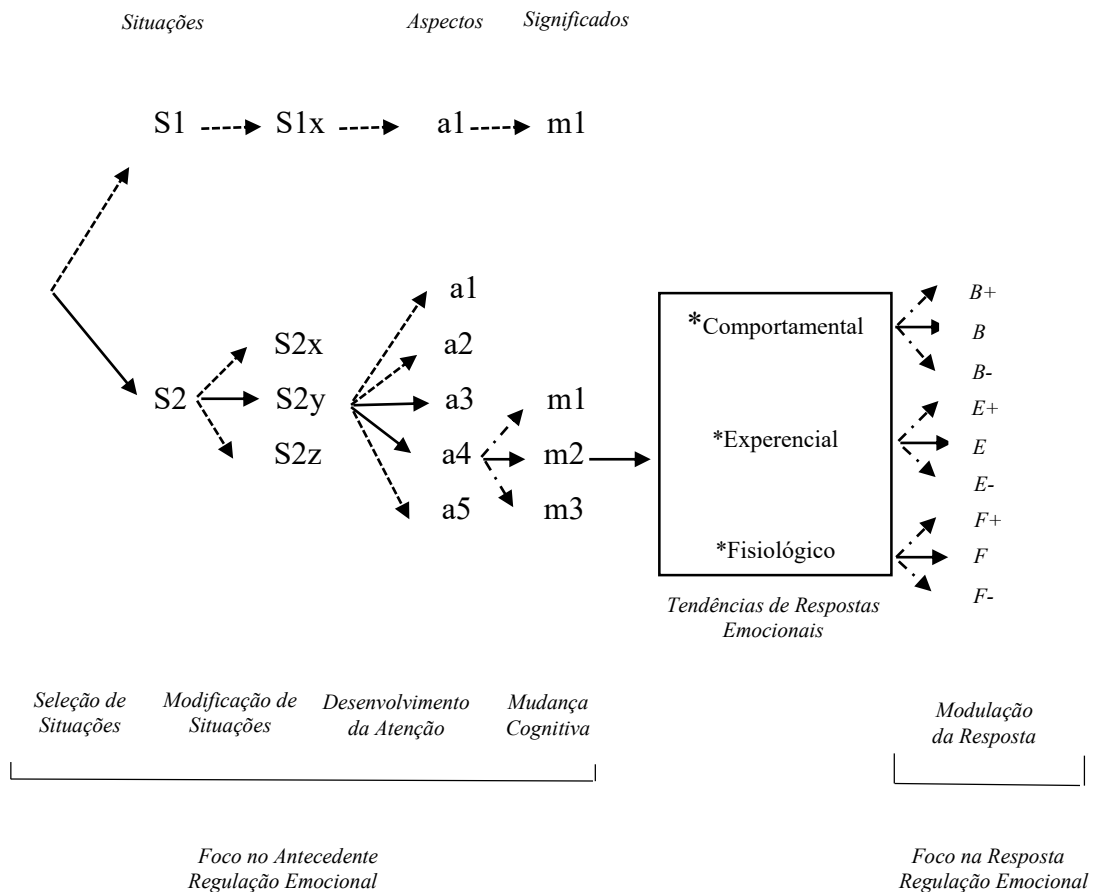 Situações Aspectos Significados
S1 S1x a1 m1
a1
S2x a2
S2 S2y a3 m1
S2z a4 m2
a5 m3
*Comportamental
*Experencial
*Fisiológico
B+
B
B-
E+
E
E-
F+
F
F-
Tendências de Respostas
Emocionais
Seleção de
Situações
Modificação de
Situações
Desenvolvimento
da Atenção
Mudança
Cognitiva
Modulação
da Resposta
Foco no Antecedente
Regulação Emocional
Foco na Resposta
Regulação Emocional